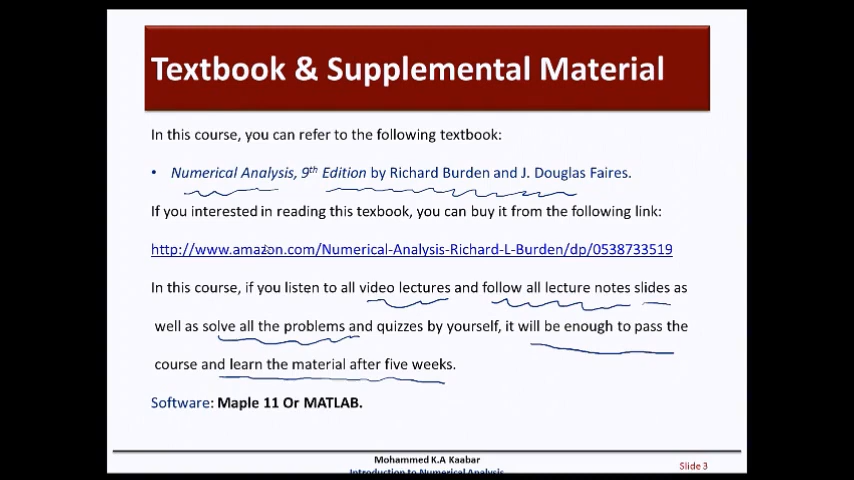 Textbook & Supplemental Material
In this course, you can refer to the following textbook:
• Numerical Analysis, 9th Edition by Richard Burden and J. Douglas Faires.
If you interested in reading this texbook, you can buy it from the following link:
http://www.amazon.com/Numerical-Analysis-Richard-L-Burden/dp/0538733519
In this course, if you listen to all video lectures and follow all lecture notes slides as
well as solve all the problems and quizzes by yourself, it will be enough to pass the
course and learn the material after five weeks.
Software: Maple 11 Or MATLAB.
Mohammed K.A Kaabar
Introduction to Numerical Analysis
Slide 3